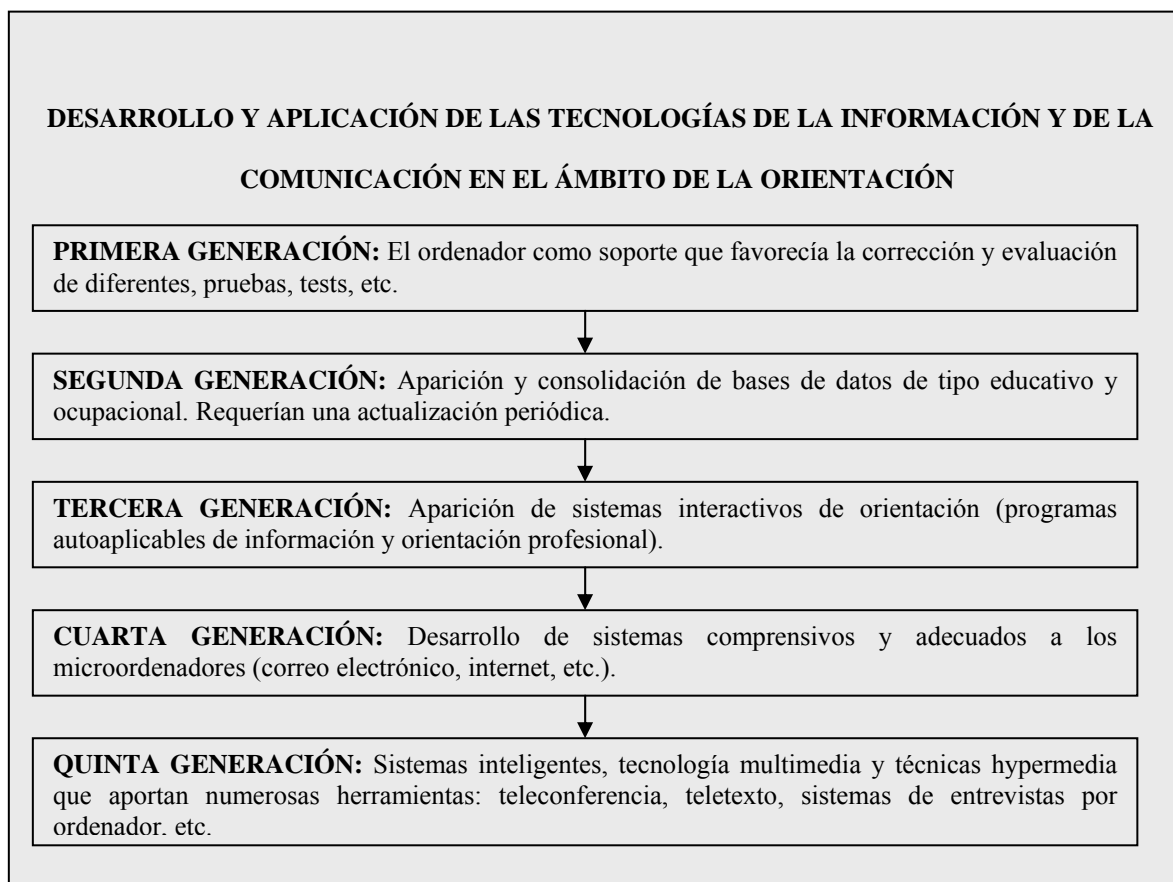 DESARROLLO Y APLICACIÓN DE LAS TECNOLOGÍAS DE LA INFORMACIÓN Y DE LA
COMUNICACIÓN EN EL ÁMBITO DE LA ORIENTACIÓN
PRIMERA GENERACIÓN: El ordenador como soporte que favorecía la corrección y evaluación
de diferentes, pruebas, tests, etc.
SEGUNDA GENERACIÓN: Aparición y consolidación de bases de datos de tipo educativo y
ocupacional. Requerían una actualización periódica.
TERCERA GENERACIÓN: Aparición de sistemas interactivos de orientación (programas
autoaplicables de información y orientación profesional).
CUARTA GENERACIÓN: Desarrollo de sistemas comprensivos y adecuados a los
microordenadores (correo electrónico, internet, etc.).
QUINTA GENERACIÓN: Sistemas inteligentes, tecnología multimedia y técnicas hypermedia
que aportan numerosas herramientas: teleconferencia, teletexto, sistemas de entrevistas por
ordenador, etc.